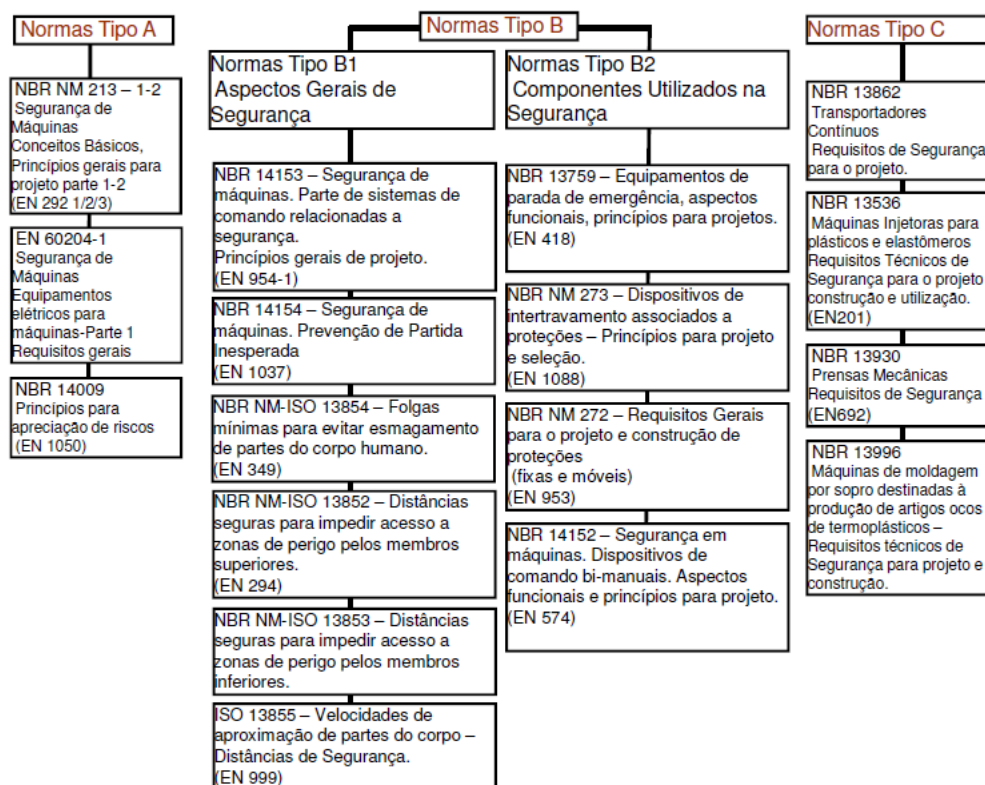 Normas Tipo A
NBR NM 213 – 1-2
Segurança de
Máquinas
Conceitos Básicos,
Princípios gerais para
projeto parte 1-2
(EN 292 1/2/3)
EN 60204-1
Segurança de
Máquinas
Equipamentos
elétricos para
máquinas-Parte 1
Requisitos gerais
NBR 14009
Princípios para
apreciação de riscos
(EN 1050)
Normas Tipo B
Normas Tipo B1
Aspectos Gerais de
Segurança
NBR 14153 – Segurança de
máquinas. Parte de sistemas de
comando relacionadas a
segurança.
Princípios gerais de projeto.
(EN 954-1)
NBR 14154 – Segurança de
máquinas. Prevenção de Partida
Inesperada
(EN 1037)
NBR NM-ISO 13854 – Folgas
mínimas para evitar esmagamento
de partes do corpo humano.
(EN 349)
NBR NM-ISO 13852 – Distâncias
seguras para impedir acesso a
zonas de perigo pelos membros
superiores.
(EN 294)
NBR NM-ISO 13853 – Distâncias
seguras para impedir acesso a
zonas de perigo pelos membros
inferiores.
ISO 13855 – Velocidades de
aproximação de partes do corpo –
Distâncias de Segurança.
(EN 999)
Normas Tipo B2
Componentes Utilizados na
Segurança
NBR 13759 – Equipamentos de
parada de emergência, aspectos
funcionais, princípios para projetos.
(EN 418)
NBR NM 273 – Dispositivos de
intertravamento associados a
proteções – Princípios para projeto
e seleção.
(EN 1088)
NBR NM 272 – Requisitos Gerais
para o projeto e construção de
proteções
(fixas e móveis)
(EN 953)
NBR 14152 – Segurança em
máquinas. Dispositivos de
comando bi-manuais. Aspectos
funcionais e princípios para projeto.
(EN 574)
Normas Tipo C
NBR 13862
Transportadores
Contínuos
Requisitos de Segurança
para o projeto.
NBR 13536
Máquinas Injetoras para
plásticos e elastômeros
Requisitos Técnicos de
Segurança para o projeto
construção e utilização.
(EN201)
NBR 13930
Prensas Mecânicas
Requisitos de Segurança
(EN692)
NBR 13996
Máquinas de moldagem
por sopro destinadas à
produção de artigos ocos
de termoplásticos –
Requisitos técnicos de
Segurança para projeto e
construção.